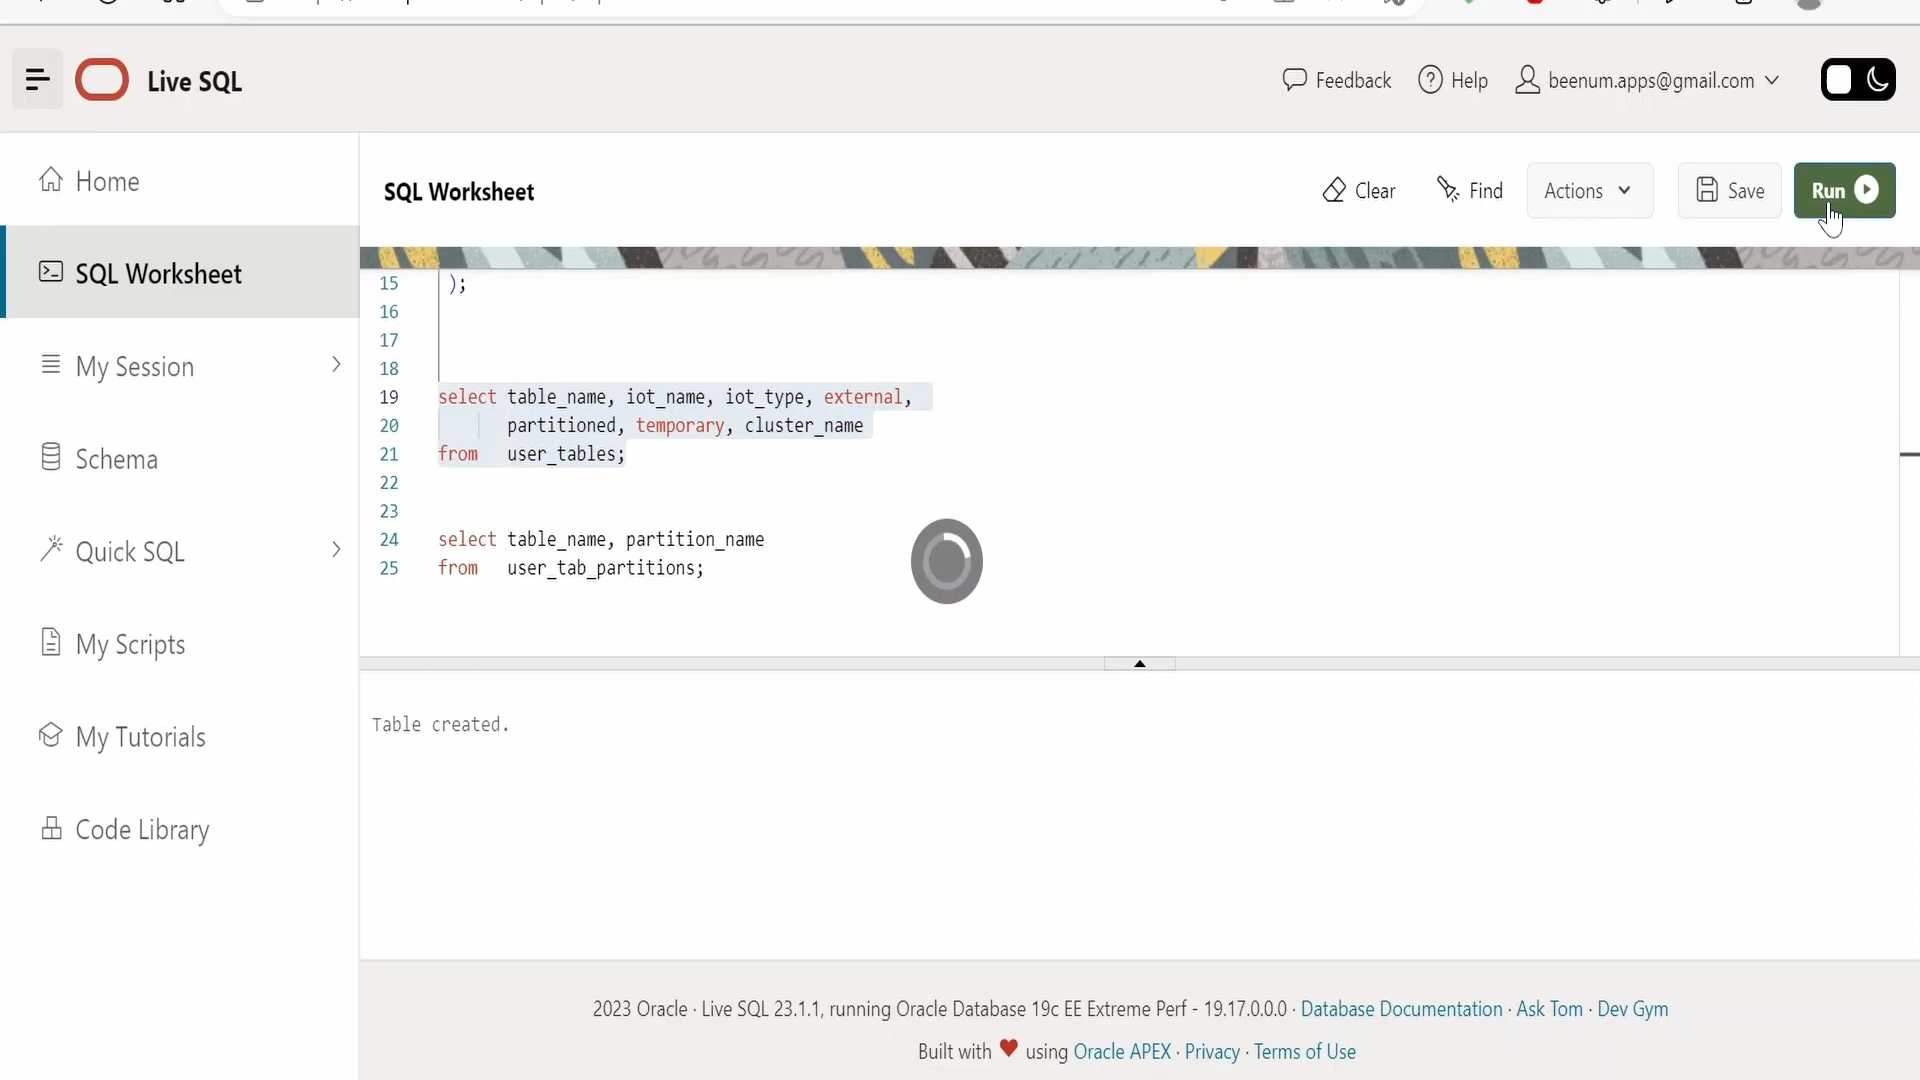 Live SQL
Feedback
Help
beenum.apps@gmail.com
Home
SQL Worksheet
My Session
Schema
Quick SQL
My Scripts
My Tutorials
Code Library
SQL Worksheet
Clear
Find
Actions
Save
Run
15 );
16
17
18
19 select table_name, iot_name, iot_type, external,
20 partitioned, temporary, cluster_name
21 from user_tables;
22
23
24 select table_name, partition_name
25 from user_tab_partitions;
Table created.
2023 Oracle · Live SQL 23.1.1, running Oracle Database 19c EE Extreme Perf - 19.17.0.0.0 · Database Documentation · Ask Tom · Dev Gym
Built with ♥ using Oracle APEX · Privacy · Terms of Use